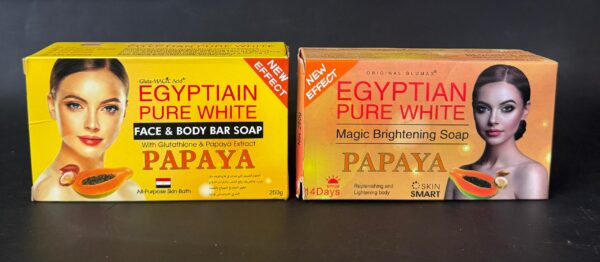 Gluta-MAGIC Acid
EGYPTIAIN
PURE WHITE
FACE & BODY BAR SOAP
With Glutathione & Papaya Extract
PAPAYA
All-Purpose Skin Bath
250g
NEW
EFFECT
NEW
EFFECT
ORIGINAL GLUMAX
EGYPTIAN
PURE WHITE
Magic Brightening Soap
PAPAYA
14Days
Replenishing and
Lightening body
SKIN
SMART